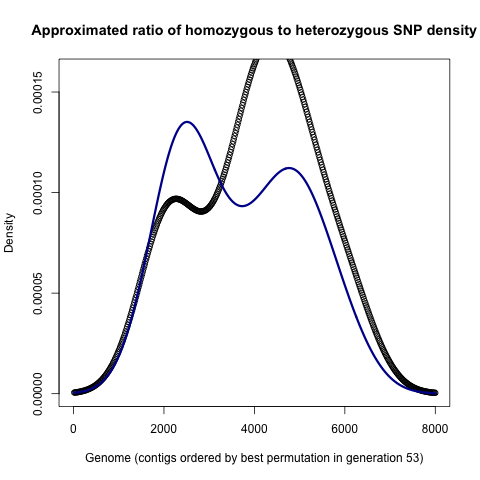 Approximated ratio of homozygous to heterozygous SNP density
0.00015
0.00010
0.00005
0.00000
Density
0 2000 4000 6000 8000
Genome (contigs ordered by best permutation in generation 53)